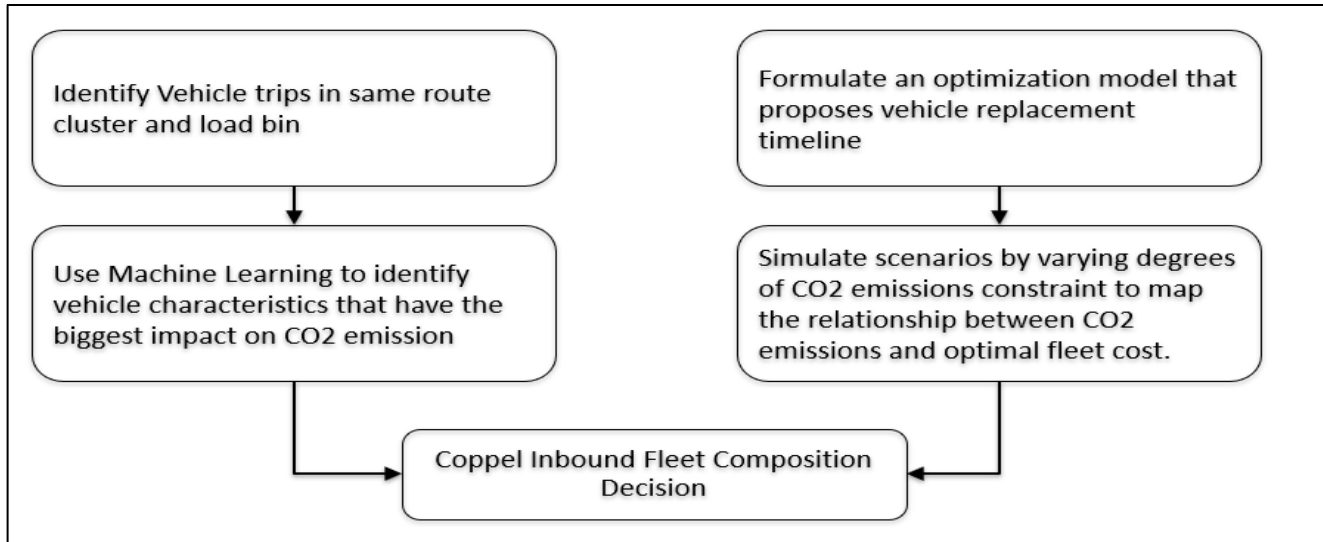 Identify Vehicle trips in same route
cluster and load bin
Formulate an optimization model that
proposes vehicle replacement
timeline
Use Machine Learning to identify
vehicle characteristics that have the
biggest impact on CO2 emission
Simulate scenarios by varying degrees
of CO2 emissions constraint to map
the relationship between CO2
emissions and optimal fleet cost.
Coppel Inbound Fleet Composition
Decision